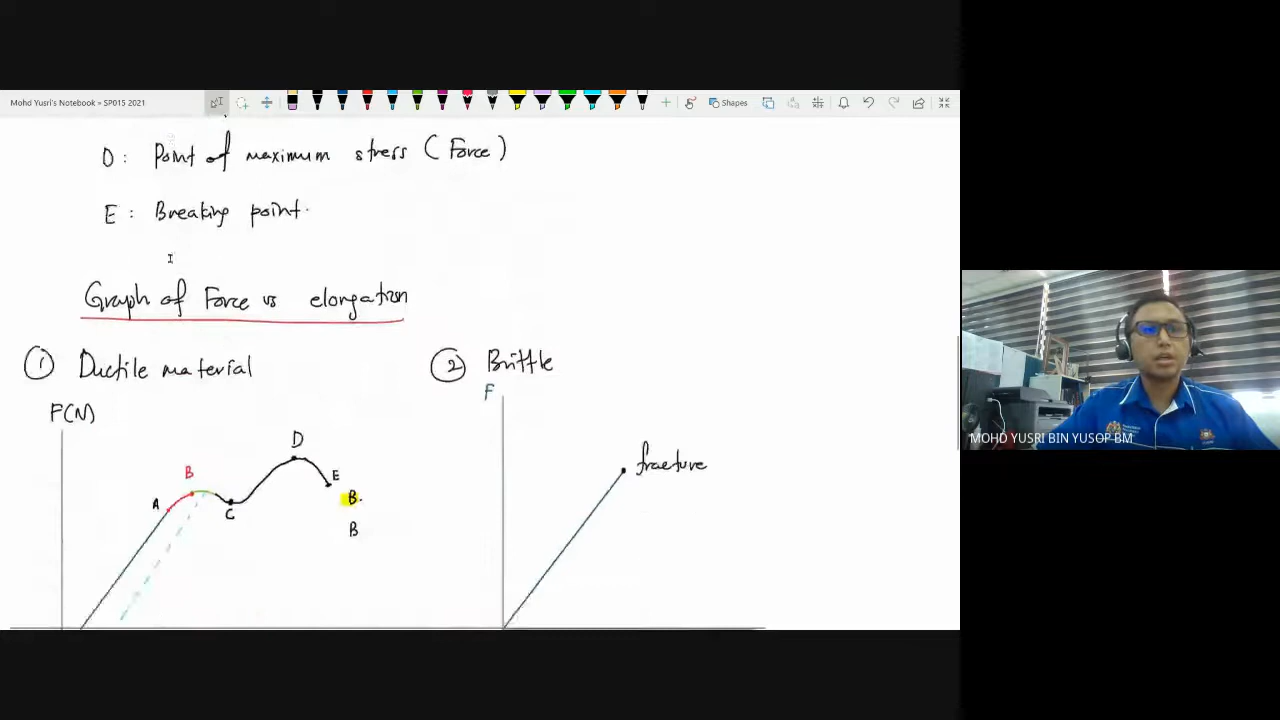 Mohd Yusri's Notebook » SP015 2021
Shapes
D: Point of maximum stress (Force)
E: Breaking point.
Graph of Force vs elongation
① Ductile material
② Brittle
F(N)
F
D
fracture
B
E
A
B.
C
B
MOHD YUSRI BIN YUSOP BM